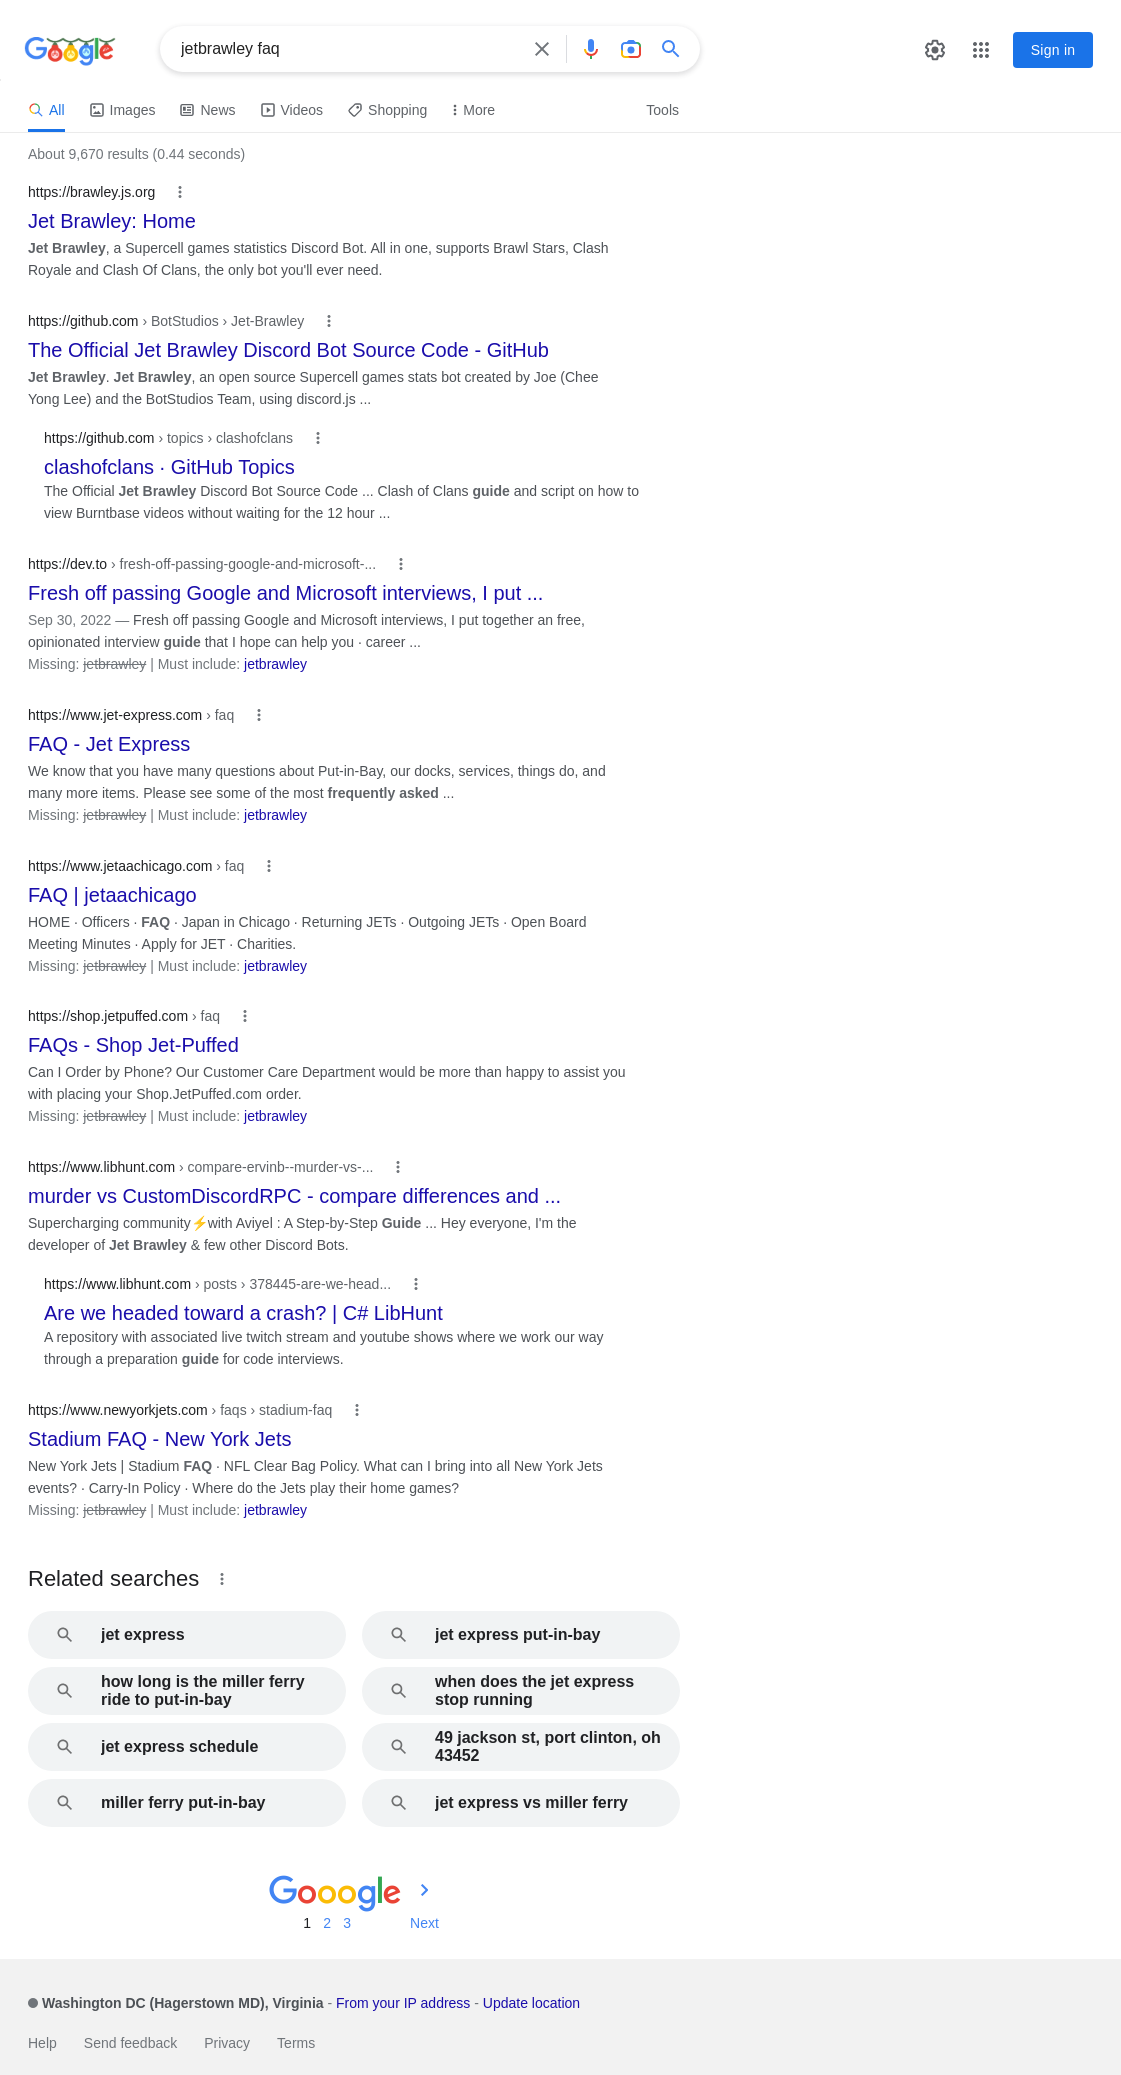 Google
jetbrawley faq
Sign in
All
Images
News
Videos
Shopping
More
Tools
About 9,670 results (0.44 seconds)
https://brawley.js.org
Jet Brawley: Home
Jet Brawley, a Supercell games statistics Discord Bot. All in one, supports Brawl Stars, Clash
Royale and Clash Of Clans, the only bot you'll ever need.
https://github.com › BotStudios › Jet-Brawley
The Official Jet Brawley Discord Bot Source Code - GitHub
Jet Brawley. Jet Brawley, an open source Supercell games stats bot created by Joe (Chee
Yong Lee) and the BotStudios Team, using discord.js ...
https://github.com › topics › clashofclans
clashofclans · GitHub Topics
The Official Jet Brawley Discord Bot Source Code ... Clash of Clans guide and script on how to
view Burntbase videos without waiting for the 12 hour ...
https://dev.to › fresh-off-passing-google-and-microsoft-...
Fresh off passing Google and Microsoft interviews, I put ...
Sep 30, 2022 — Fresh off passing Google and Microsoft interviews, I put together an free,
opinionated interview guide that I hope can help you · career ...
Missing: jetbrawley | Must include: jetbrawley
https://www.jet-express.com › faq
FAQ - Jet Express
We know that you have many questions about Put-in-Bay, our docks, services, things do, and
many more items. Please see some of the most frequently asked ...
Missing: jetbrawley | Must include: jetbrawley
https://www.jetaachicago.com › faq
FAQ | jetaachicago
HOME · Officers · FAQ · Japan in Chicago · Returning JETs · Outgoing JETs · Open Board
Meeting Minutes · Apply for JET · Charities.
Missing: jetbrawley | Must include: jetbrawley
https://shop.jetpuffed.com › faq
FAQs - Shop Jet-Puffed
Can I Order by Phone? Our Customer Care Department would be more than happy to assist you
with placing your Shop.JetPuffed.com order.
Missing: jetbrawley | Must include: jetbrawley
https://www.libhunt.com › compare-ervinb--murder-vs-...
murder vs CustomDiscordRPC - compare differences and ...
Supercharging community⚡with Aviyel : A Step-by-Step Guide ... Hey everyone, I'm the
developer of Jet Brawley & few other Discord Bots.
https://www.libhunt.com › posts › 378445-are-we-head...
Are we headed toward a crash? | C# LibHunt
A repository with associated live twitch stream and youtube shows where we work our way
through a preparation guide for code interviews.
https://www.newyorkjets.com › faqs › stadium-faq
Stadium FAQ - New York Jets
New York Jets | Stadium FAQ · NFL Clear Bag Policy. What can I bring into all New York Jets
events? · Carry-In Policy · Where do the Jets play their home games?
Missing: jetbrawley | Must include: jetbrawley
Related searches
jet express
jet express put-in-bay
how long is the miller ferry
ride to put-in-bay
when does the jet express
stop running
jet express schedule
49 jackson st, port clinton, oh
43452
miller ferry put-in-bay
jet express vs miller ferry
Gooogle
1 2 3 Next
Washington DC (Hagerstown MD), Virginia - From your IP address - Update location
Help Send feedback Privacy Terms